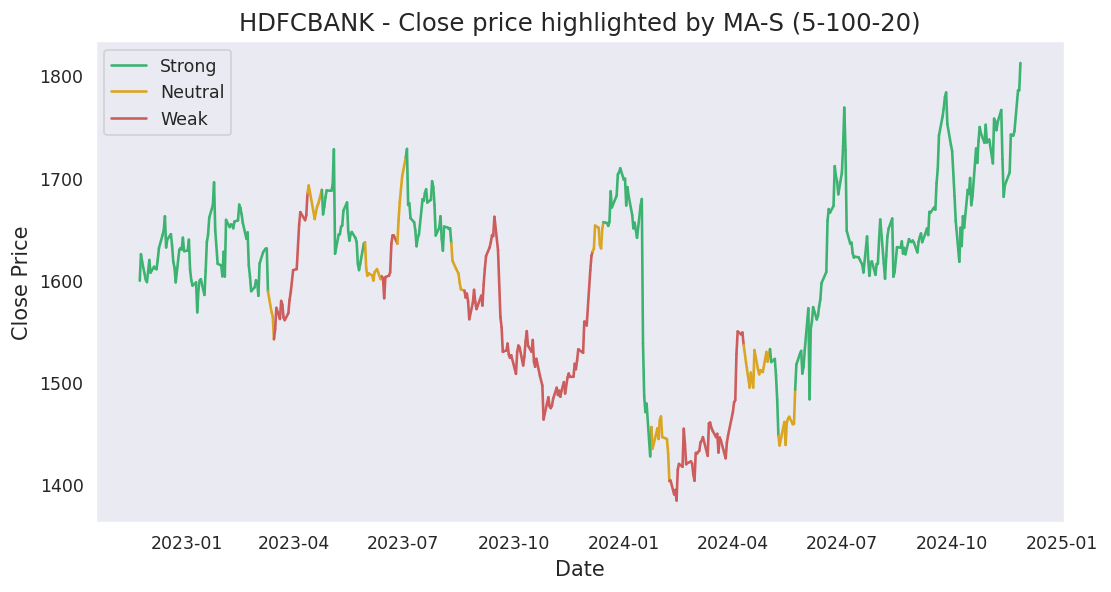 HDFCBANK - Close price highlighted by MA-S (5-100-20)
Strong
Neutral
Weak
1800
1700
1600
1500
1400
Close Price
2023-01
2023-04
2023-07
2023-10
2024-01
2024-04
2024-07
2024-10
2025-01
Date